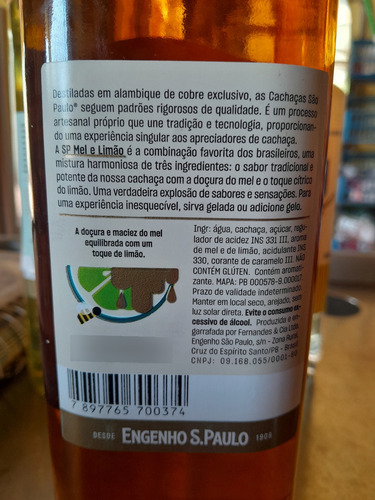 Destiladas em alambique de cobre exclusivo, as Cachaças São
Paulo® seguem padrões rigorosos de qualidade. É um processo
artesanal próprio que une tradição e tecnologia, proporcionan-
do uma experiência singular aos apreciadores de cachaça.
A SP Mel e Limão é a combinação favorita dos brasileiros, uma
mistura harmoniosa de três ingredientes: o sabor tradicional e
potente da nossa cachaça com a doçura do mel e o toque cítrico
do limão. Uma verdadeira explosão de sabores e sensações. Para
uma experiência inesquecível, sirva gelada ou adicione gelo.
A doçura e maciez do mel
equilibrada com um
toque de limão.
Ingr: água, cachaça, açúcar, regu-
lador de acidez INS 331 III, aroma
de mel e de limão, acidulante INS
330, corante de caramelo III. NÃO
CONTÉM GLÚTEN. Contém aromati-
zante. MAPA: PB 000578-8.000017.
Prazo de validade indeterminado.
Manter em local seco, arejado, sem
luz solar direta. Evite o consumo ex-
cessivo de álcool. Produzida e en-
garrafada por Fernandes & Cia Ltda.
Engenho São Paulo, s/n - Zona Rural
Cruz do Espírito Santo/PB - Brasil
CNPJ: 09.168.055/0001-60
7 897765 700374
DESDE ENGENHO S.PAULO 1909